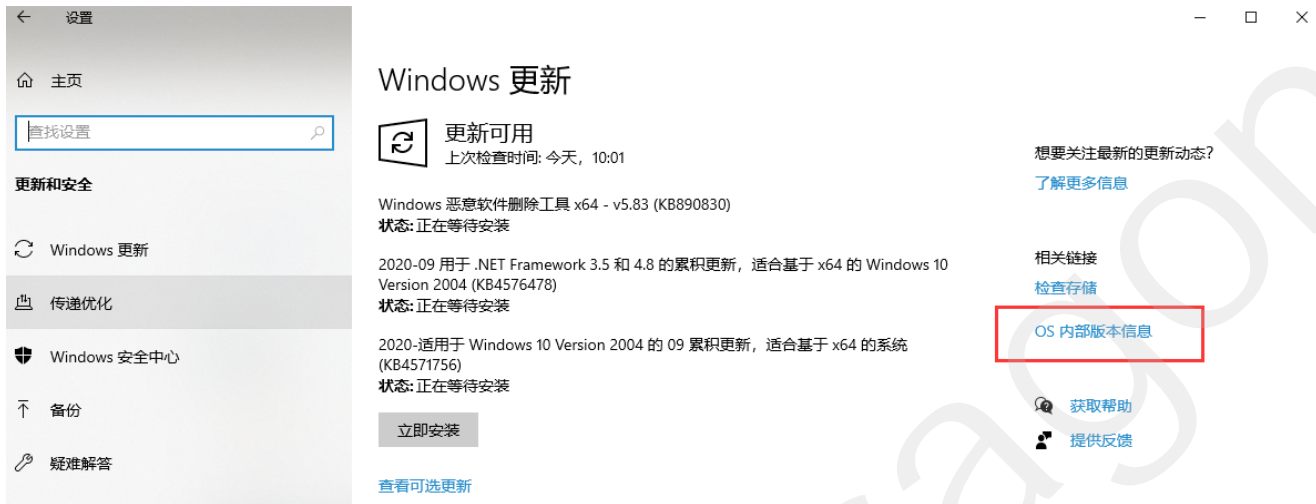 设置
主页
查找设置
更新和安全
Windows 更新
传递优化
Windows 安全中心
备份
疑难解答
Windows 更新
更新可用
上次检查时间: 今天，10:01
Windows 恶意软件删除工具 x64 - v5.83 (KB890830)
状态: 正在等待安装
2020-09 用于 .NET Framework 3.5 和 4.8 的累积更新，适合基于 x64 的 Windows 10
Version 2004 (KB4576478)
状态: 正在等待安装
2020-适用于 Windows 10 Version 2004 的 09 累积更新，适合基于 x64 的系统
(KB4571756)
状态: 正在等待安装
立即安装
查看可选更新
想要关注最新的更新动态?
了解更多信息
相关链接
检查存储
OS 内部版本信息
获取帮助
提供反馈